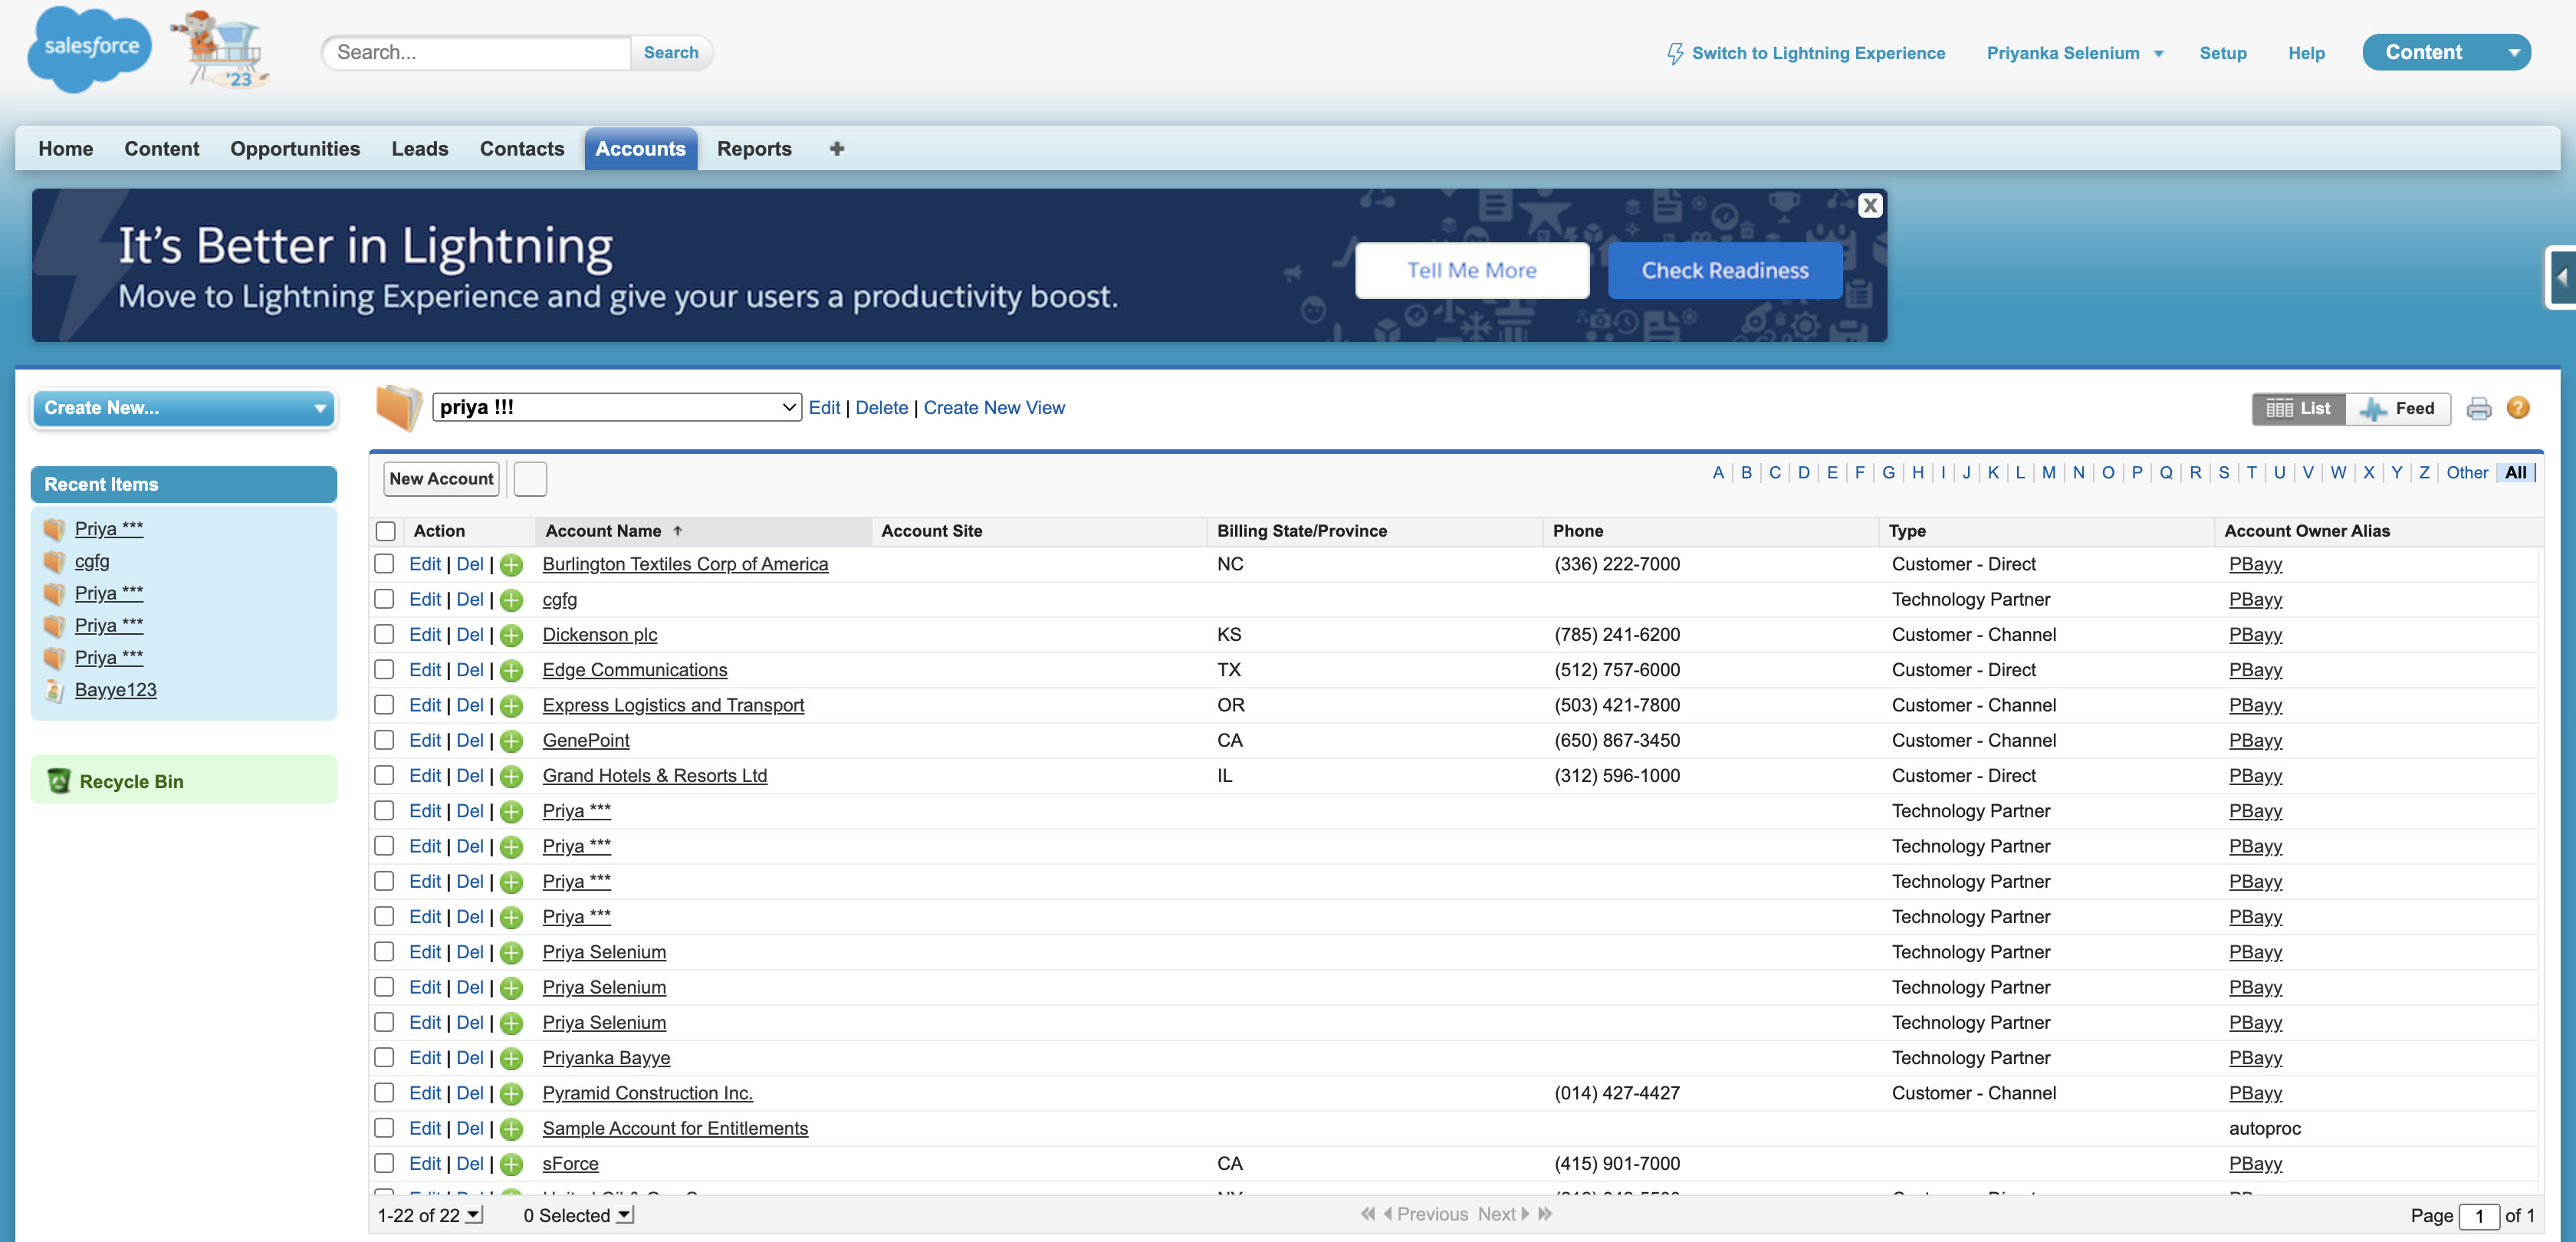 salesforce
'23
Search...
Search
Switch to Lightning Experience
Priyanka Selenium
Setup
Help
Content
Home
Content
Opportunities
Leads
Contacts
Accounts
Reports
+
It's Better in Lightning
Move to Lightning Experience and give your users a productivity boost.
Tell Me More
Check Readiness
X
Create New...
priya !!!
Edit | Delete | Create New View
List
Feed
?
Recent Items
Priya ***
cgfg
Priya ***
Priya ***
Priya ***
Bayye123
Recycle Bin
New Account
A | B | C | D | E | F | G | H | I | J | K | L | M | N | O | P | Q | R | S | T | U | V | W | X | Y | Z | Other | All
Action Account Name ↑ Account Site Billing State/Province Phone Type Account Owner Alias
Edit | Del | Burlington Textiles Corp of America NC (336) 222-7000 Customer - Direct PBayy
Edit | Del | cgfg Technology Partner PBayy
Edit | Del | Dickenson plc KS (785) 241-6200 Customer - Channel PBayy
Edit | Del | Edge Communications TX (512) 757-6000 Customer - Direct PBayy
Edit | Del | Express Logistics and Transport OR (503) 421-7800 Customer - Channel PBayy
Edit | Del | GenePoint CA (650) 867-3450 Customer - Channel PBayy
Edit | Del | Grand Hotels & Resorts Ltd IL (312) 596-1000 Customer - Direct PBayy
Edit | Del | Priya *** Technology Partner PBayy
Edit | Del | Priya *** Technology Partner PBayy
Edit | Del | Priya *** Technology Partner PBayy
Edit | Del | Priya *** Technology Partner PBayy
Edit | Del | Priya Selenium Technology Partner PBayy
Edit | Del | Priya Selenium Technology Partner PBayy
Edit | Del | Priya Selenium Technology Partner PBayy
Edit | Del | Priyanka Bayye Technology Partner PBayy
Edit | Del | Pyramid Construction Inc. (014) 427-4427 Customer - Channel PBayy
Edit | Del | Sample Account for Entitlements autoproc
Edit | Del | sForce CA (415) 901-7000 PBayy
1-22 of 22
0 Selected
Previous Next
Page 1 of 1